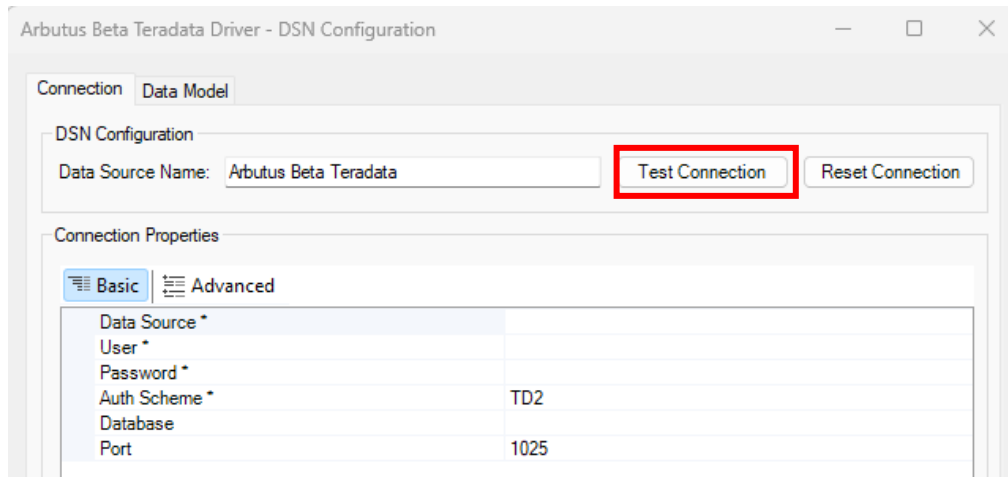 Arbutus Beta Teradata Driver - DSN Configuration
Connection Data Model
DSN Configuration
Data Source Name: Arbutus Beta Teradata Test Connection Reset Connection
Connection Properties
Basic Advanced
Data Source *
User *
Password *
Auth Scheme * TD2
Database
Port 1025